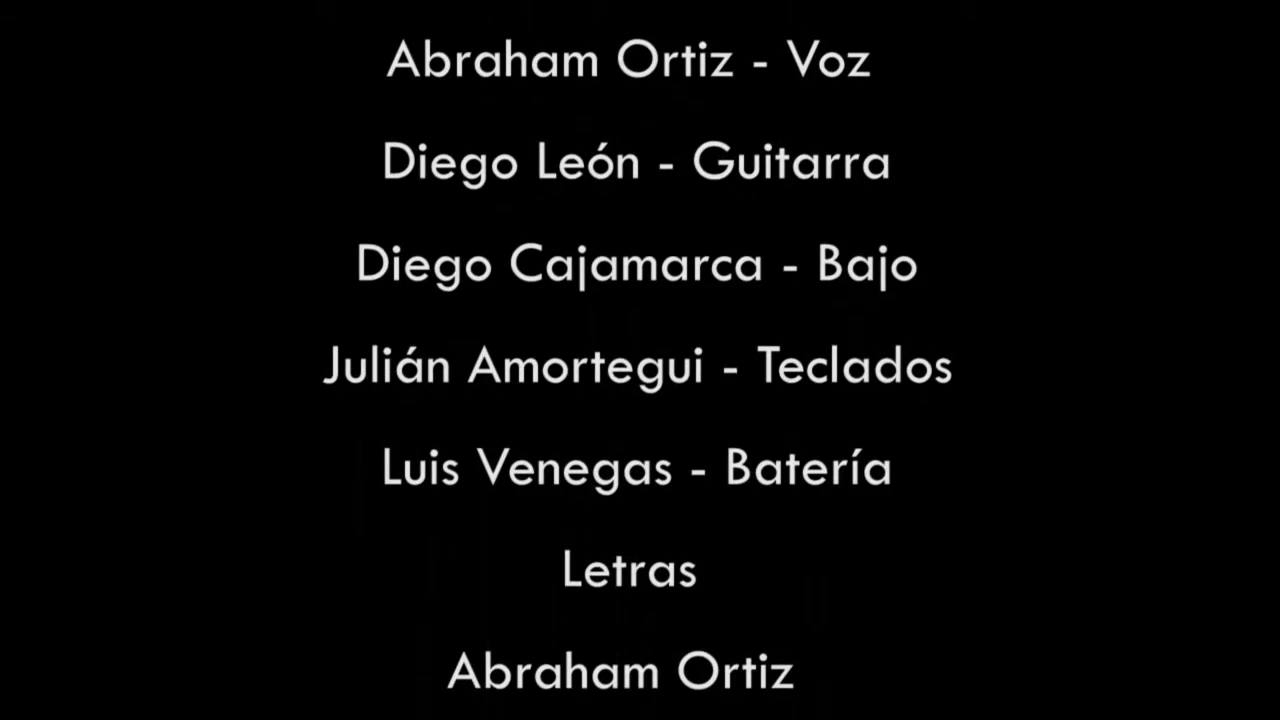 Abraham Ortiz - Voz
Diego León - Guitarra
Diego Cajamarca - Bajo
Julián Amortegui - Teclados
Luis Venegas - Batería
Letras
Abraham Ortiz